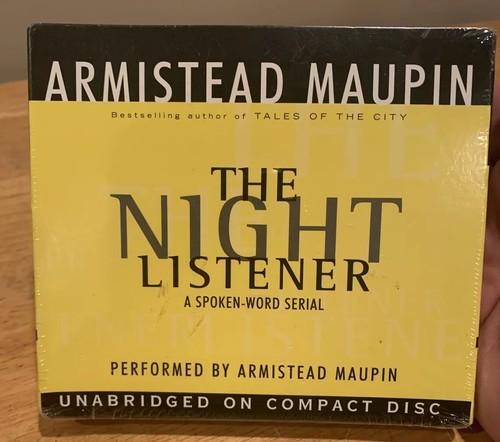 ARMISTEAD MAUPIN
Bestselling author of TALES OF THE CITY
THE
NIGHT
LISTENER
A SPOKEN-WORD SERIAL
PERFORMED BY ARMISTEAD MAUPIN
UNABRIDGED ON COMPACT DISC